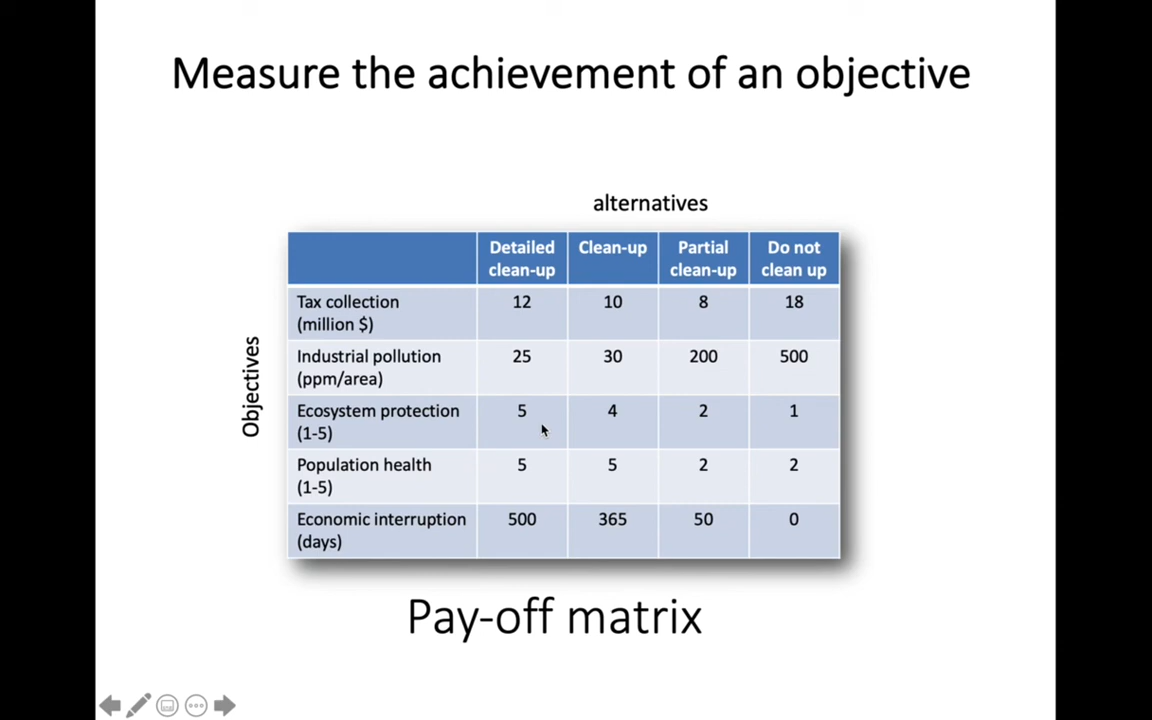 Measure the achievement of an objective
alternatives
Detailed clean-up Clean-up Partial clean-up Do not clean up
Objectives
Tax collection (million $) 12 10 8 18
Industrial pollution (ppm/area) 25 30 200 500
Ecosystem protection (1-5) 5 4 2 1
Population health (1-5) 5 5 2 2
Economic interruption (days) 500 365 50 0
Pay-off matrix